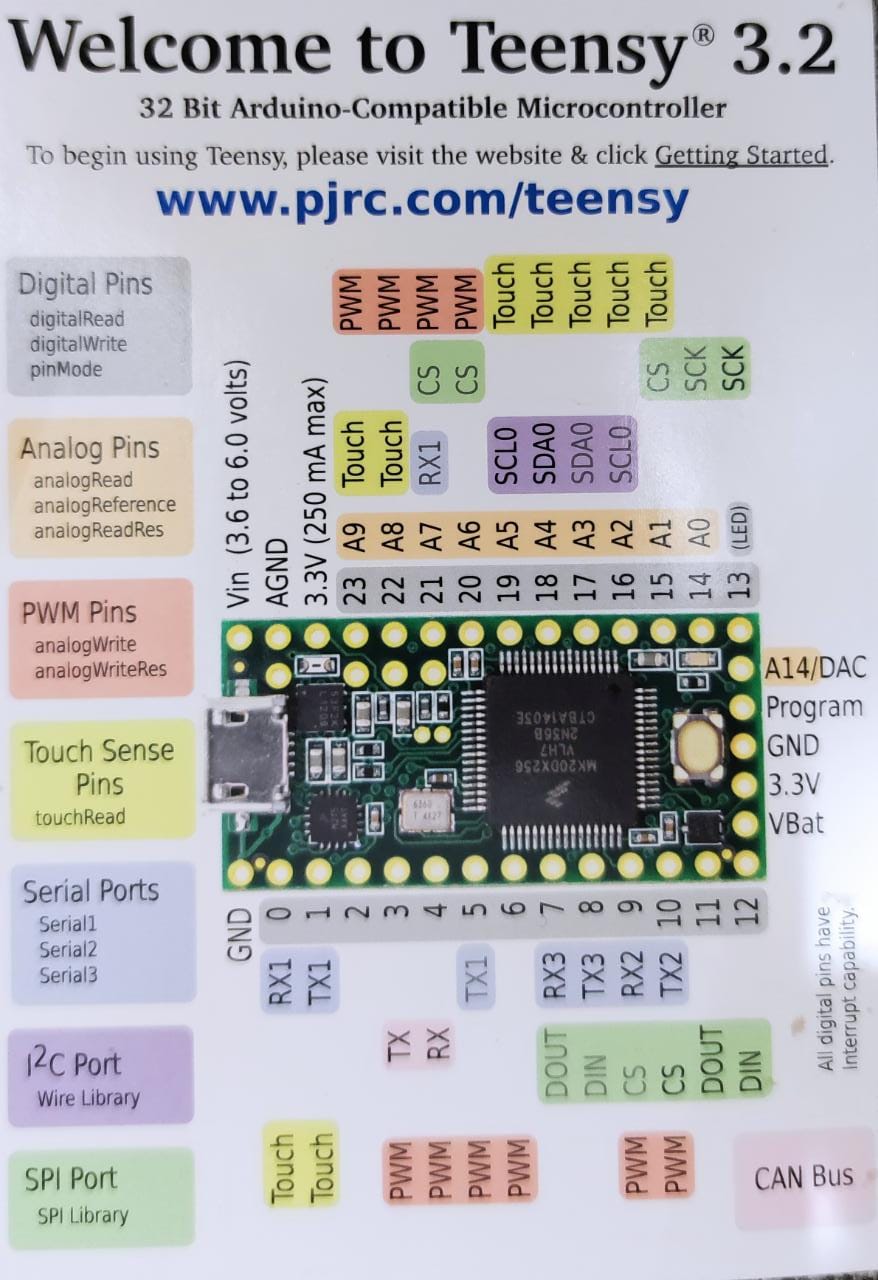 Welcome to Teensy® 3.2
32 Bit Arduino-Compatible Microcontroller
To begin using Teensy, please visit the website & click Getting Started.
www.pjrc.com/teensy
Digital Pins
digitalRead
digitalWrite
pinMode
Analog Pins
analogRead
analogReference
analogReadRes
PWM Pins
analogWrite
analogWriteRes
Touch Sense
Pins
touchRead
Serial Ports
Serial1
Serial2
Serial3
I²C Port
Wire Library
SPI Port
SPI Library
PWM PWM PWM PWM Touch Touch Touch Touch Touch
CS CS CS SCK SCK
Touch Touch RX1 SCL0 SDA0 SDA0 SCL0
A9 A8 A7 A6 A5 A4 A3 A2 A1 A0 (LED)
Vin (3.6 to 6.0 volts)
AGND
3.3V (250 mA max)
23 22 21 20 19 18 17 16 15 14 13
MK20DX256
VLH7
2N36B
CTBA1403E
A14/DAC
Program
GND
3.3V
VBat
GND 0 1 2 3 4 5 6 7 8 9 10 11 12
RX1 TX1 TX1 RX3 TX3 RX2 TX2
TX RX DOUT DIN CS CS DOUT DIN
Touch Touch PWM PWM PWM PWM PWM PWM
All digital pins have
Interrupt capability.
CAN Bus